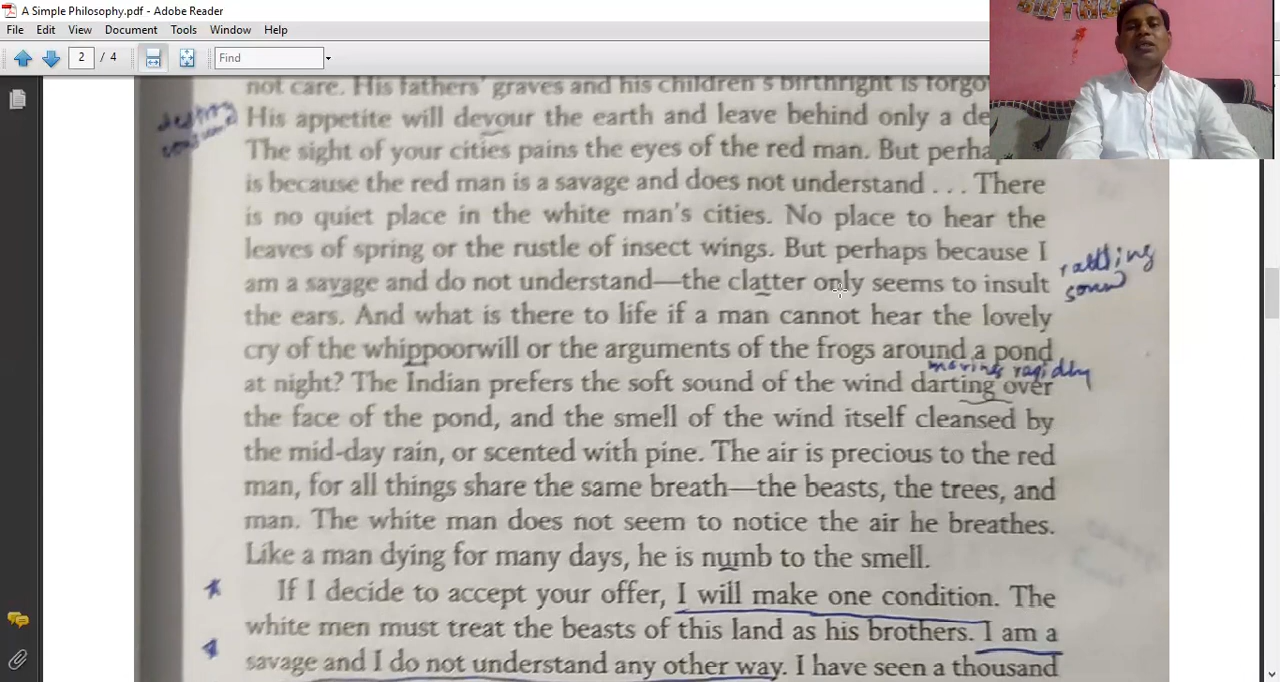 A Simple Philosophy.pdf - Adobe Reader
File Edit View Document Tools Window Help
2 / 4 Find
not care. His fathers' graves and his children's birthright is forgo
His appetite will devour the earth and leave behind only a de
The sight of your cities pains the eyes of the red man. But perha
is because the red man is a savage and does not understand . . . There
is no quiet place in the white man's cities. No place to hear the
leaves of spring or the rustle of insect wings. But perhaps because I
am a savage and do not understand—the clatter only seems to insult
rattling
sound
the ears. And what is there to life if a man cannot hear the lovely
cry of the whippoorwill or the arguments of the frogs around a pond
moving rapidly
at night? The Indian prefers the soft sound of the wind darting over
the face of the pond, and the smell of the wind itself cleansed by
the mid-day rain, or scented with pine. The air is precious to the red
man, for all things share the same breath—the beasts, the trees, and
man. The white man does not seem to notice the air he breathes.
Like a man dying for many days, he is numb to the smell.
If I decide to accept your offer, I will make one condition. The
white men must treat the beasts of this land as his brothers. I am a
savage and I do not understand any other way. I have seen a thousand